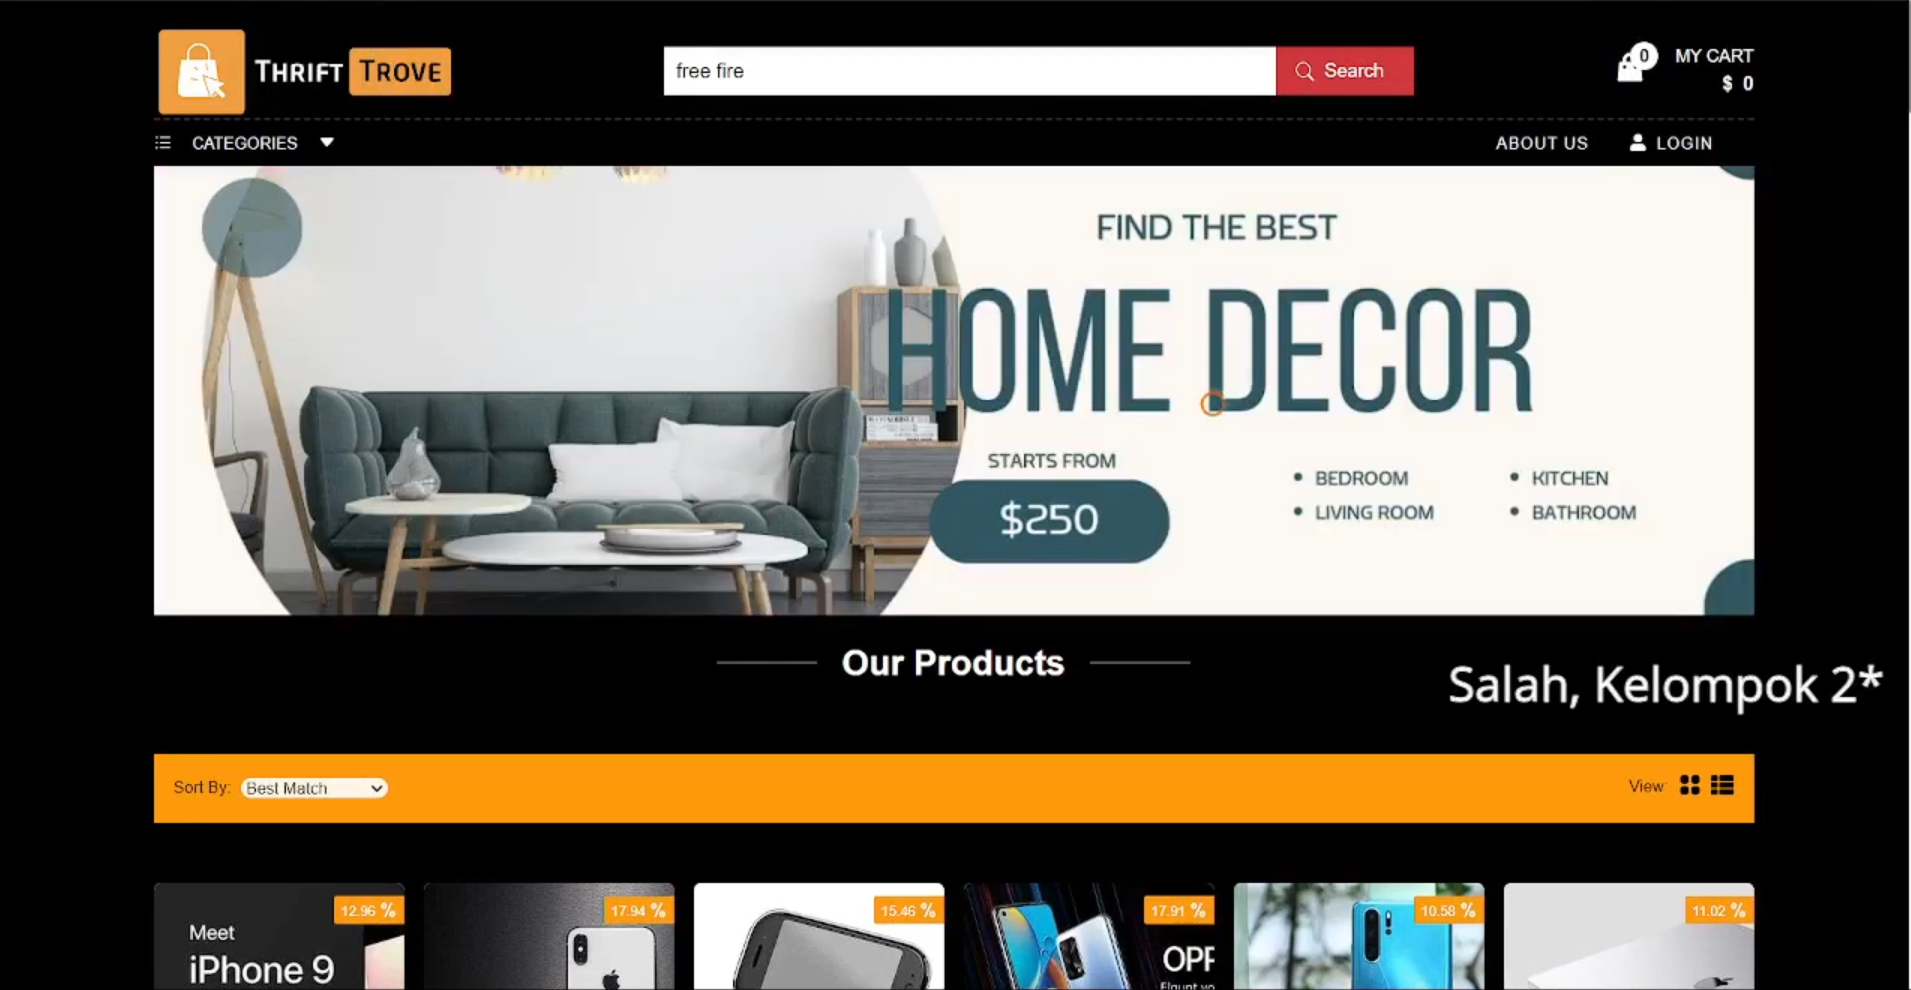 THRIFT TROVE
free fire
Search
0
MY CART
$ 0
CATEGORIES
ABOUT US
LOGIN
FIND THE BEST
HOME DECOR
STARTS FROM
$250
• BEDROOM
• LIVING ROOM
• KITCHEN
• BATHROOM
Our Products
Salah, Kelompok 2*
Sort By:
Best Match
View
12.96 %
Meet
iPhone 9
17.94 %
15.46 %
17.91 %
10.58 %
11.02 %